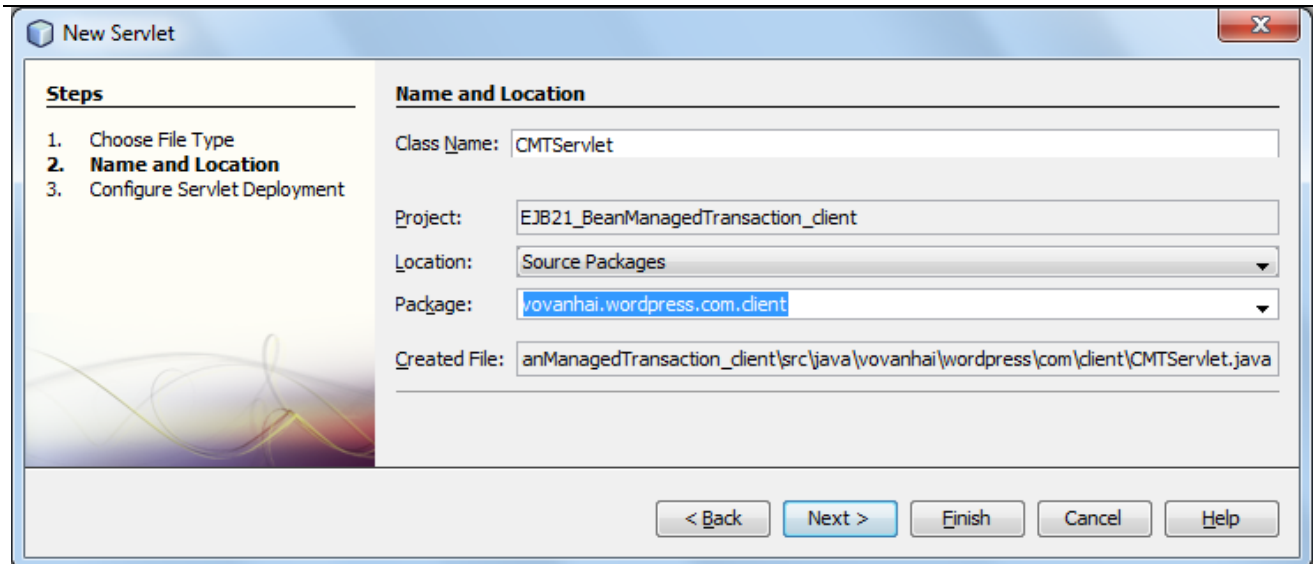 New Servlet
Steps
1. Choose File Type
2. Name and Location
3. Configure Servlet Deployment
Name and Location
Class Name: CMTServlet
Project: EJB21_BeanManagedTransaction_client
Location: Source Packages
Package: vovanhai.wordpress.com.client
Created File: anManagedTransaction_client\src\java\vovanhai\wordpress\com\client\CMTServlet.java
< Back Next > Finish Cancel Help